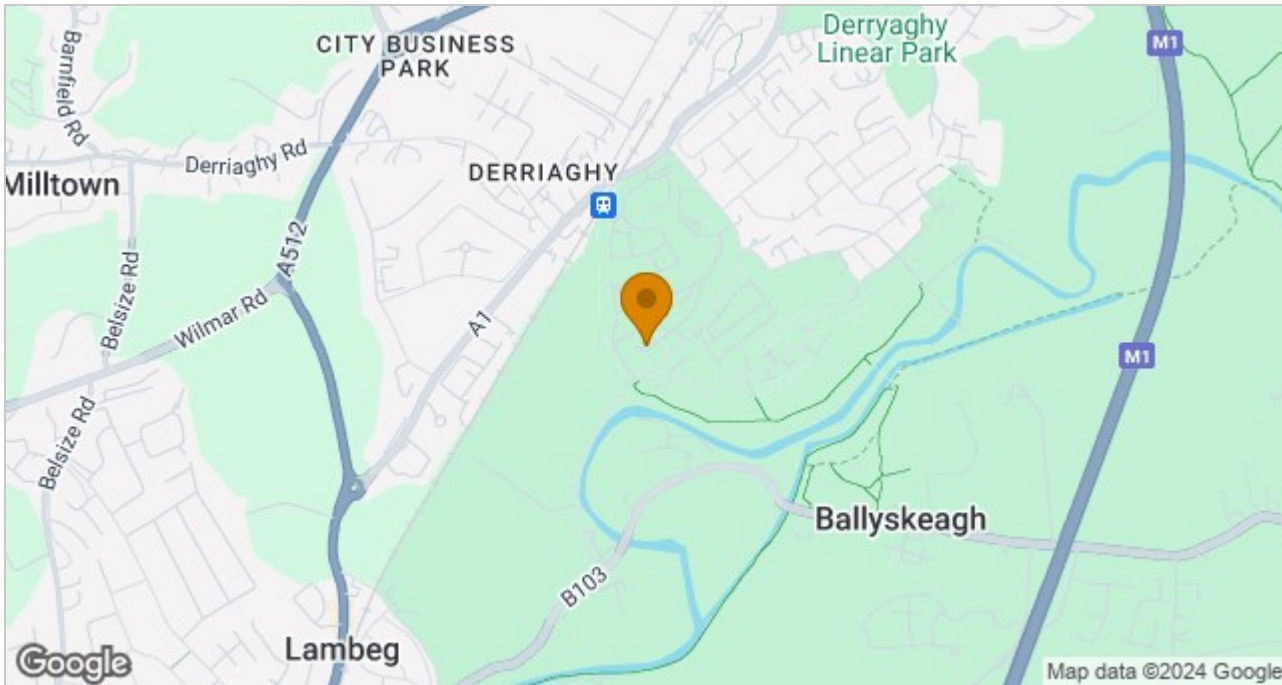 Barnfield Rd
CITY BUSINESS
PARK
Derryaghy
Linear Park
M1
Derriaghy Rd
DERRIAGHY
Milltown
A512
Belsize Rd
Wilmar Rd
A1
M1
Belsize Rd
Ballyskeagh
B103
Lambeg
Google
Map data ©2024 Google